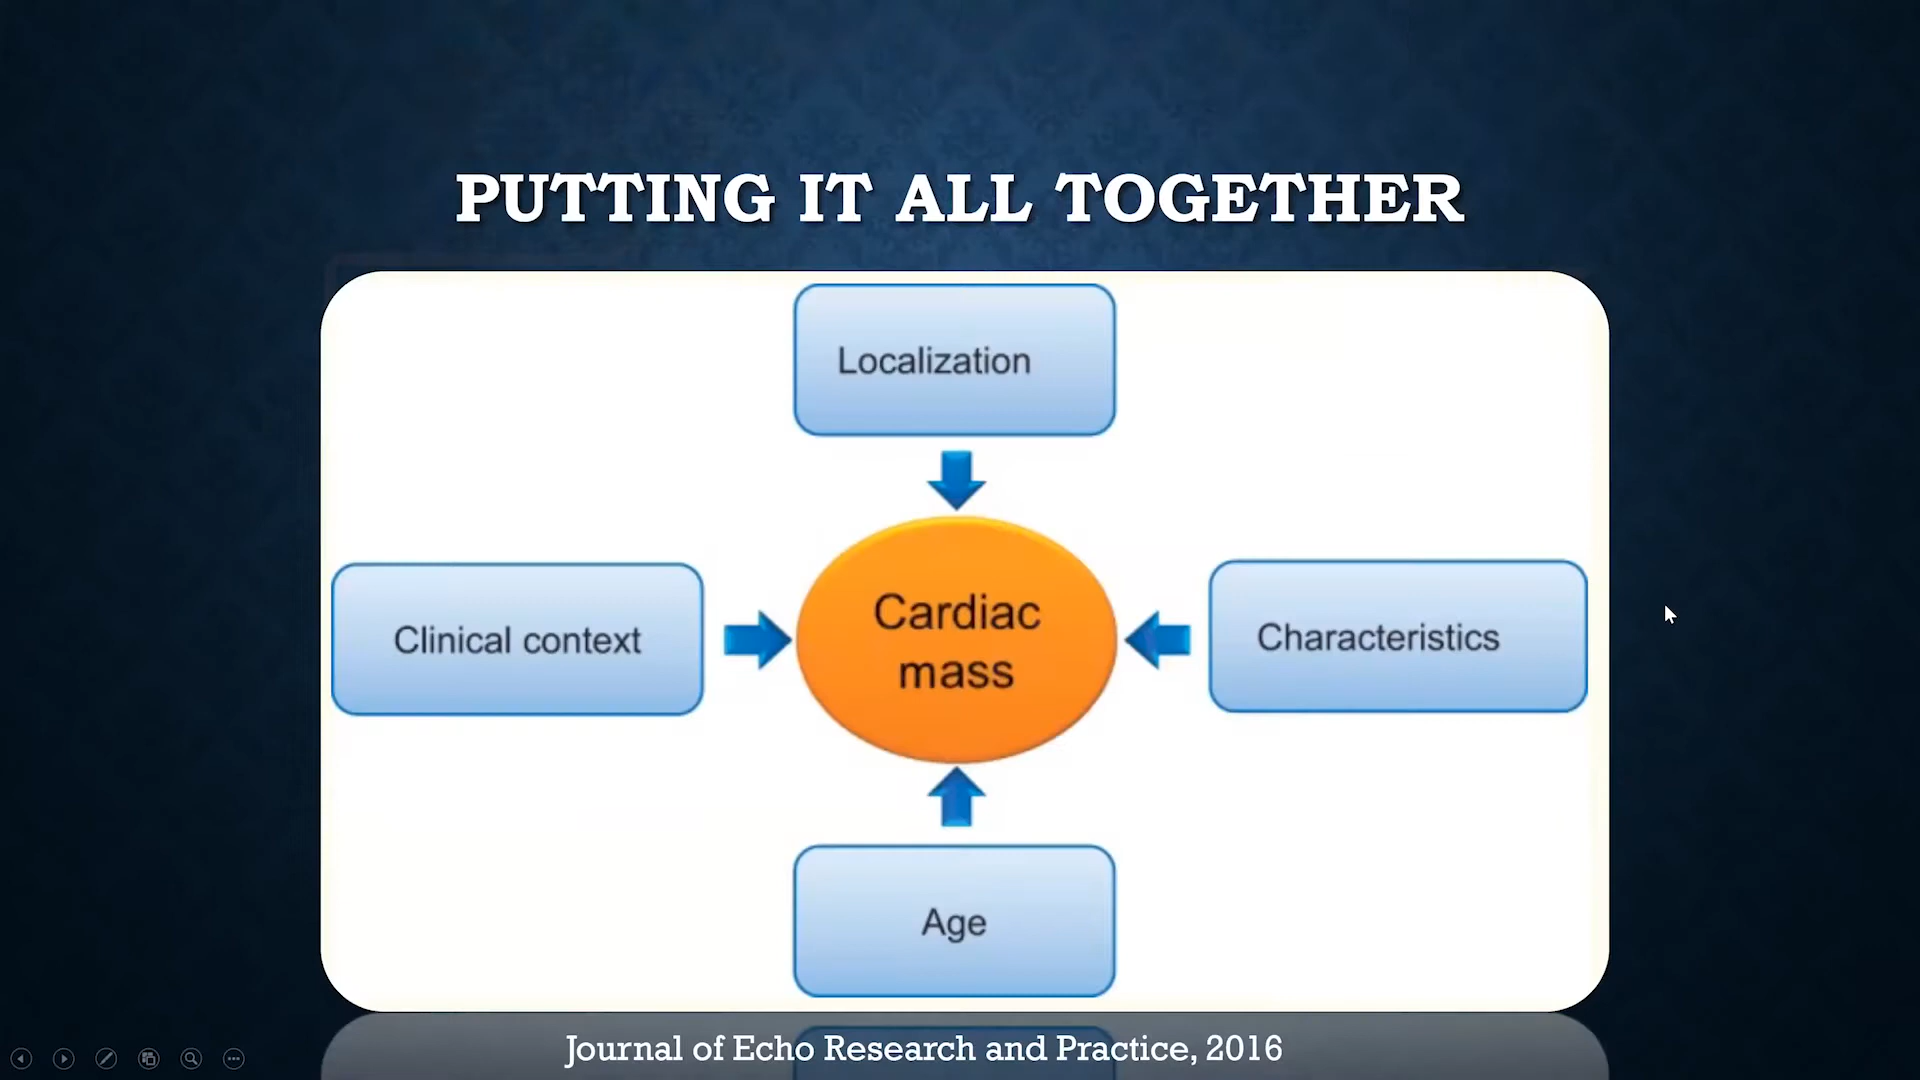 PUTTING IT ALL TOGETHER
Localization
Clinical context
Cardiac
mass
Characteristics
Age
Journal of Echo Research and Practice, 2016